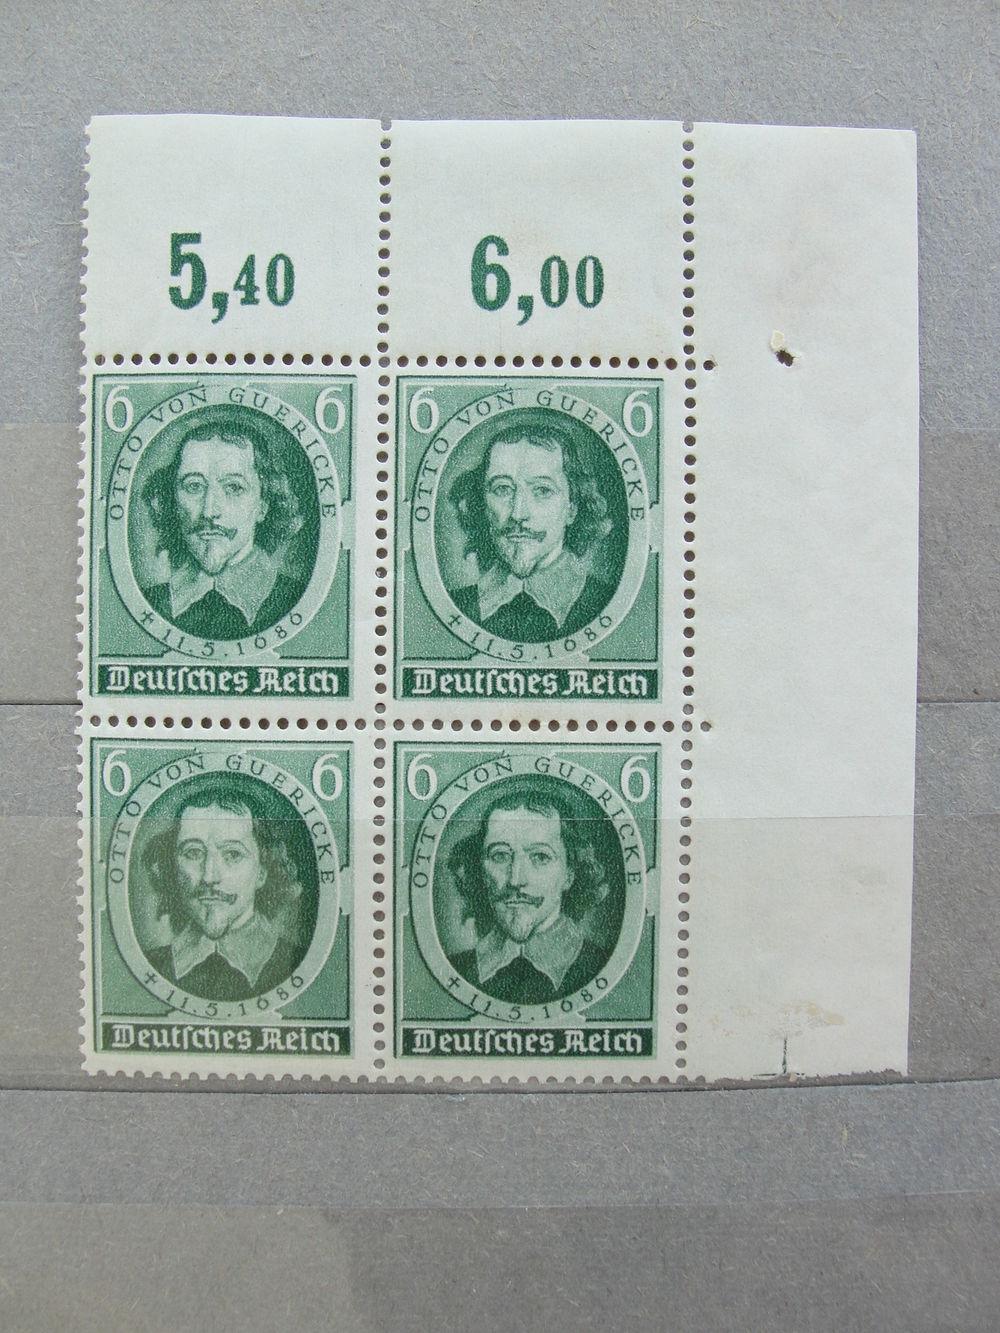 5,40 6,00
6 6
OTTO VON GUERICKE
+ 11.5.1686
Deutsches Reich
6 6
OTTO VON GUERICKE
+ 11.5.1686
Deutsches Reich
6 6
OTTO VON GUERICKE
+ 11.5.1686
Deutsches Reich
6 6
OTTO VON GUERICKE
+ 11.5.1686
Deutsches Reich